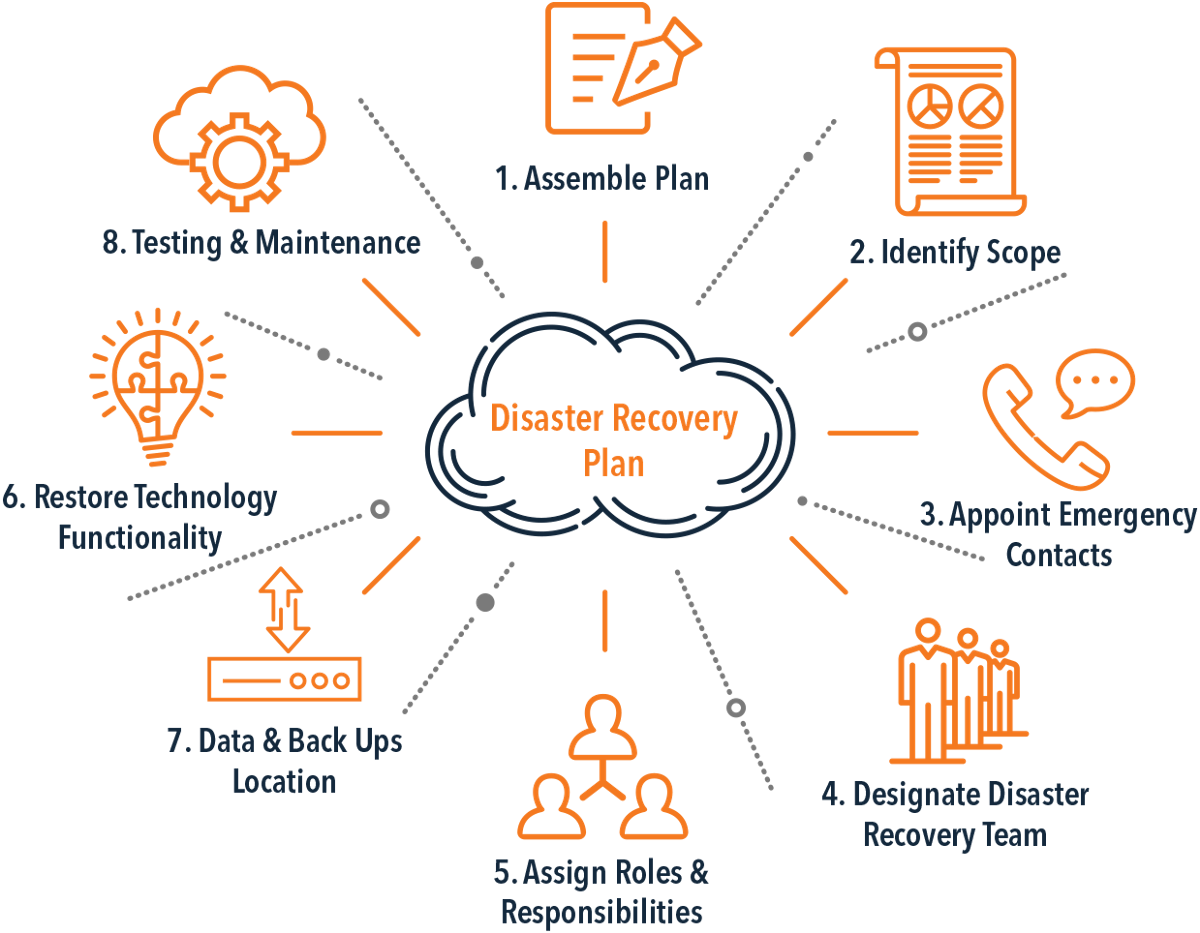 1. Assemble Plan
2. Identify Scope
3. Appoint Emergency
Contacts
4. Designate Disaster
Recovery Team
5. Assign Roles &
Responsibilities
7. Data & Back Ups
Location
6. Restore Technology
Functionality
8. Testing & Maintenance
Disaster Recovery
Plan